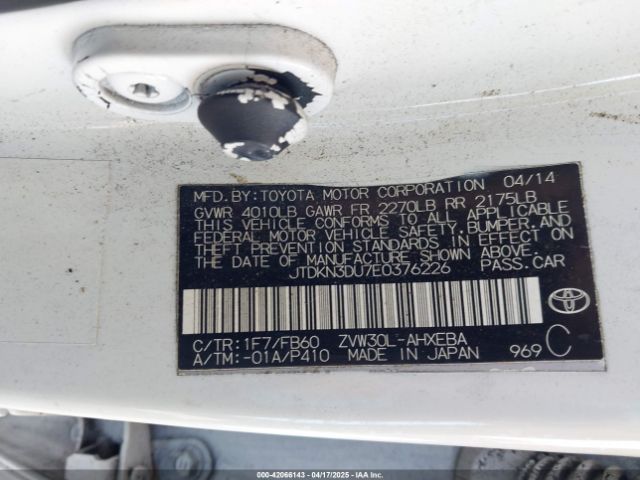 MFD. BY: TOYOTA MOTOR CORPORATION 04/14
GVWR 4010LB GAWR FR 2270LB RR 2175LB
THIS VEHICLE CONFORMS TO ALL APPLICABLE
FEDERAL MOTOR VEHICLE SAFETY, BUMPER, AND
THEFT PREVENTION STANDARDS IN EFFECT ON
THE DATE OF MANUFACTURE SHOWN ABOVE.
JTDKN3DU7E0376226 PASS. CAR
C/TR: 1F7/FB60 ZVW30L-AHXEBA
A/TM: -01A/P410 MADE IN JAPAN 969 C
000-42066143 - 04/17/2025 - IAAI.COM